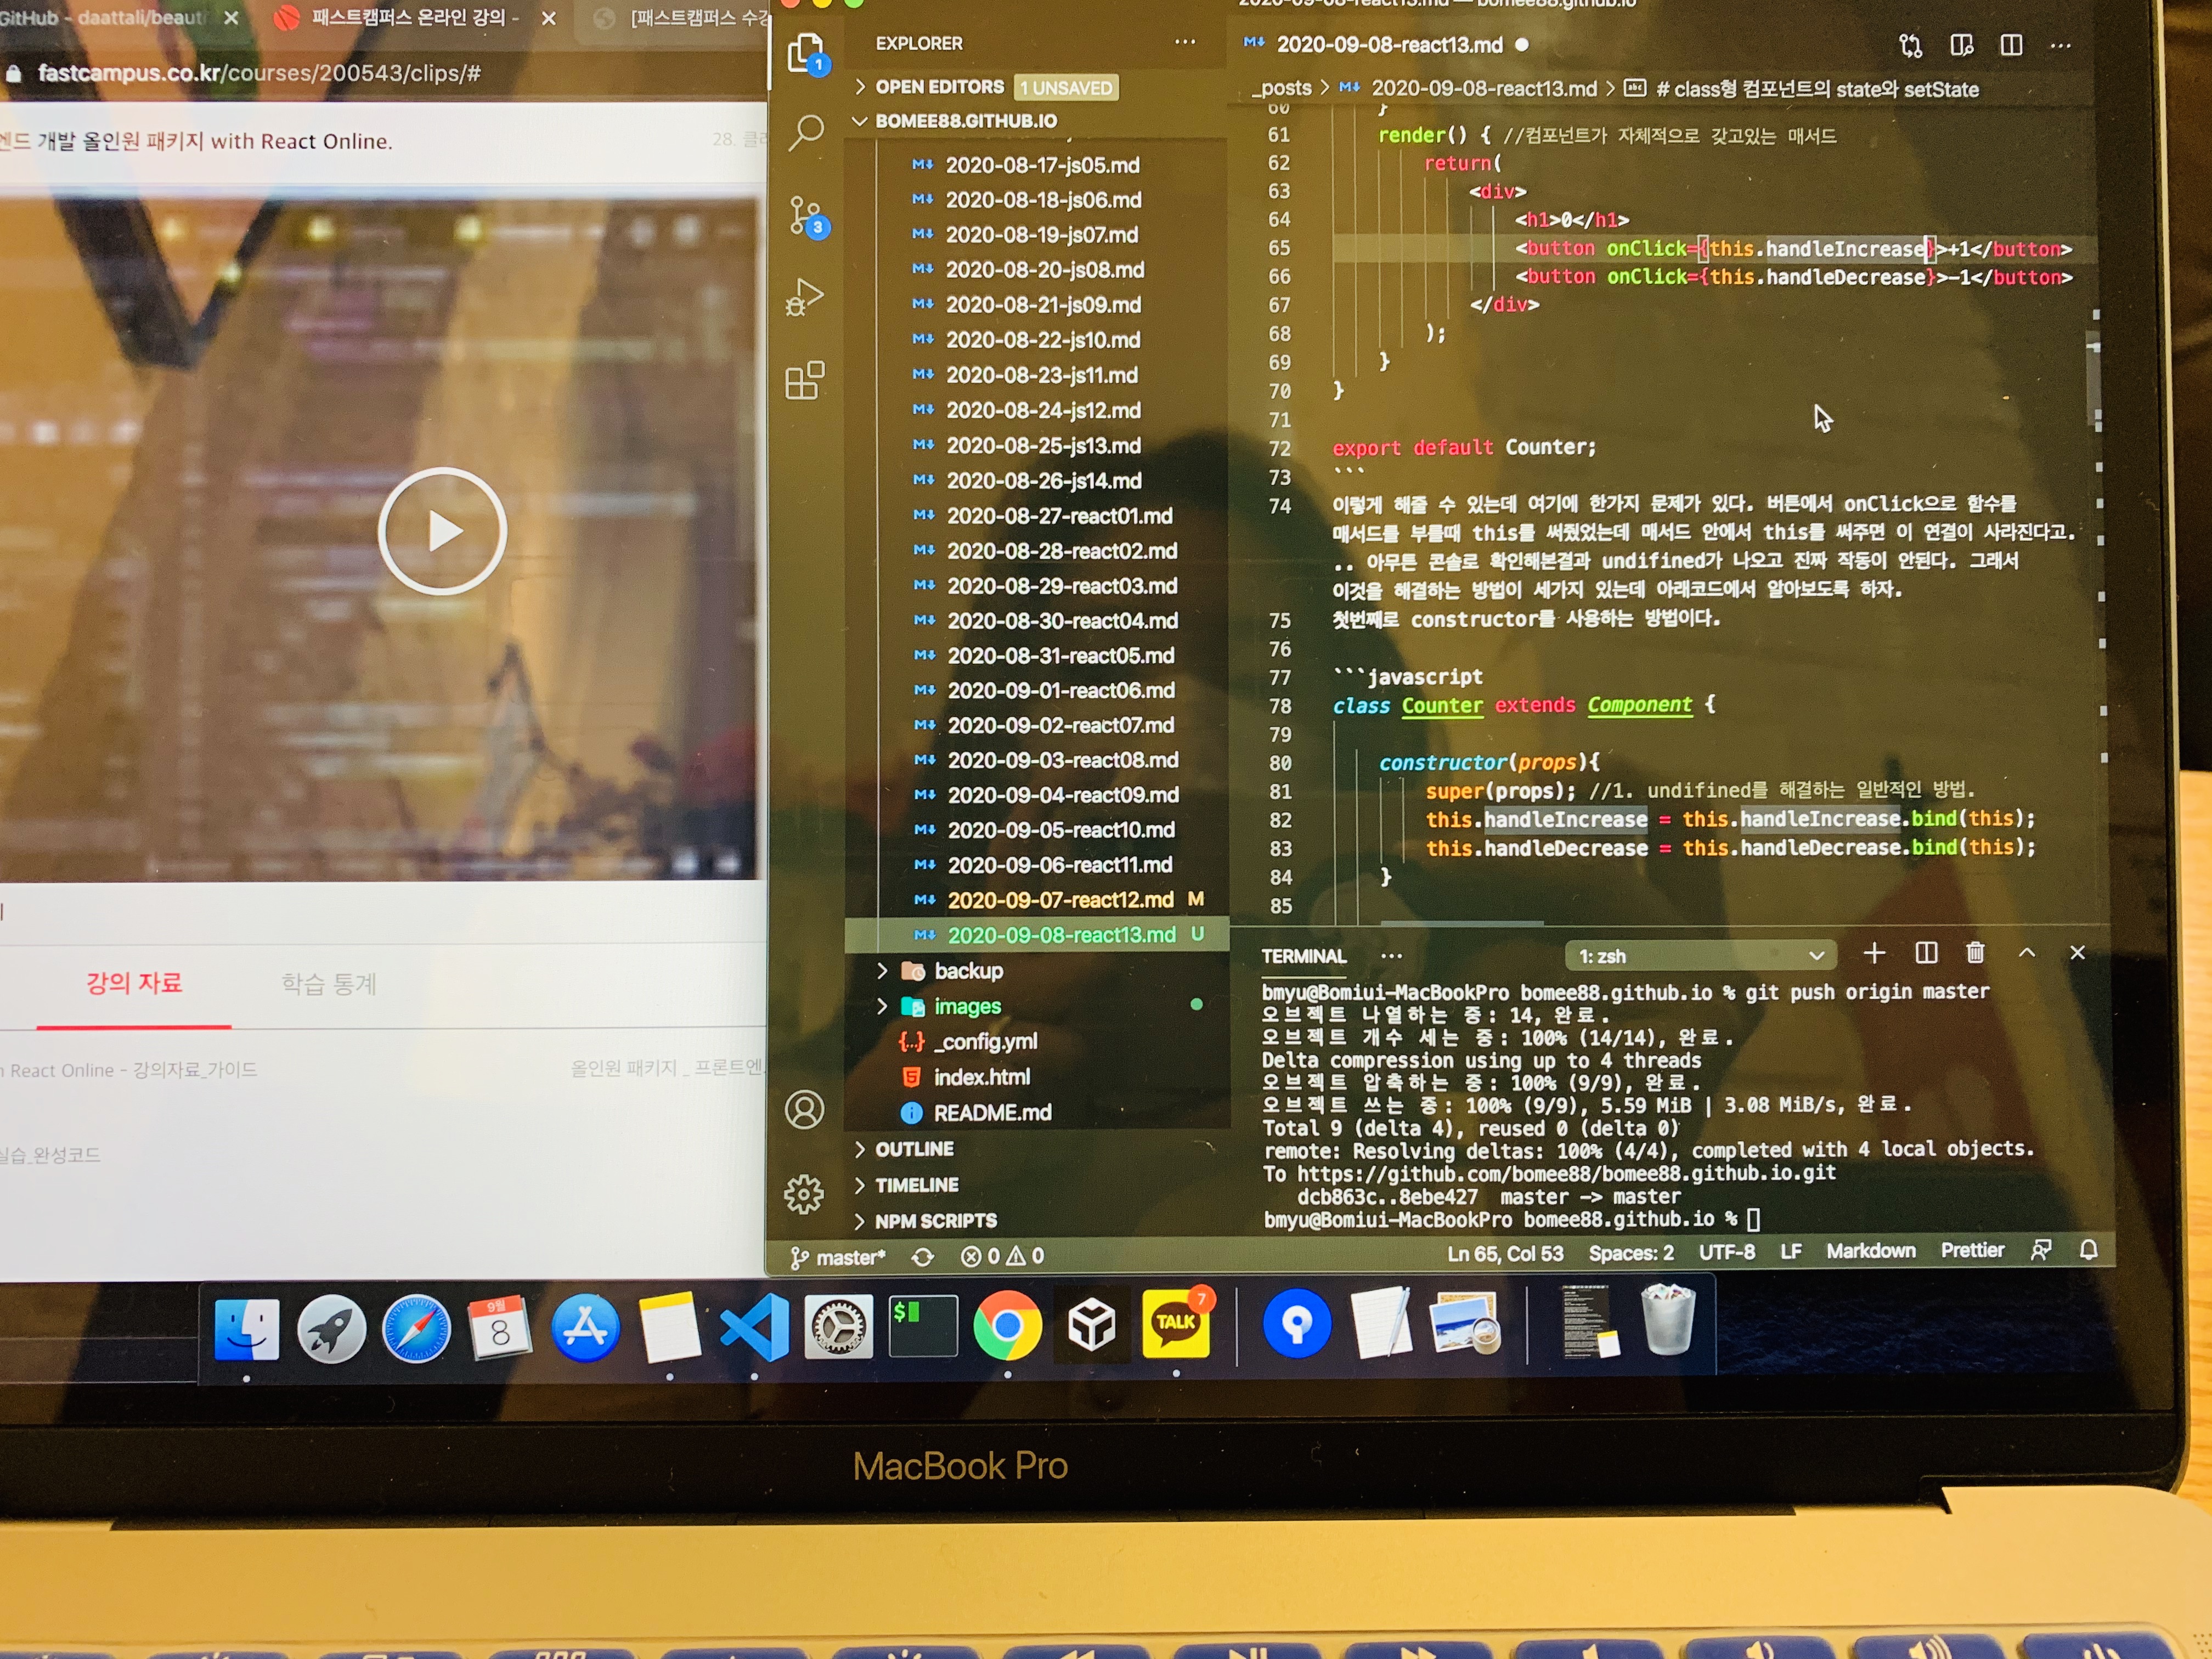 GitHub - daattali/beaut
패스트캠퍼스 온라인 강의 -
[패스트캠퍼스 수강
fastcampus.co.kr/courses/200543/clips/#
엔드 개발 올인원 패키지 with React Online.
28. 클래
강의 자료
학습 통계
React Online - 강의자료_가이드
올인원 패키지 _ 프론트엔
실습_완성코드
2020-09-08-react13.md — bomee88.github.io
EXPLORER
1
3
OPEN EDITORS 1 UNSAVED
BOMEE88.GITHUB.IO
2020-08-17-js05.md
2020-08-18-js06.md
2020-08-19-js07.md
2020-08-20-js08.md
2020-08-21-js09.md
2020-08-22-js10.md
2020-08-23-js11.md
2020-08-24-js12.md
2020-08-25-js13.md
2020-08-26-js14.md
2020-08-27-react01.md
2020-08-28-react02.md
2020-08-29-react03.md
2020-08-30-react04.md
2020-08-31-react05.md
2020-09-01-react06.md
2020-09-02-react07.md
2020-09-03-react08.md
2020-09-04-react09.md
2020-09-05-react10.md
2020-09-06-react11.md
2020-09-07-react12.md M
2020-09-08-react13.md U
backup
images
_config.yml
index.html
README.md
OUTLINE
TIMELINE
NPM SCRIPTS
2020-09-08-react13.md
_posts > 2020-09-08-react13.md > # class형 컴포넌트의 state와 setState
60 }
61 render() { //컴포넌트가 자체적으로 갖고있는 매서드
62 return(
63 <div>
64 <h1>0</h1>
65 <button onClick={this.handleIncrease}>+1</button>
66 <button onClick={this.handleDecrease}>-1</button>
67 </div>
68 );
69 }
70 }
71
72 export default Counter;
73 ```
74 이렇게 해줄 수 있는데 여기에 한가지 문제가 있다. 버튼에서 onClick으로 함수를
매서드를 부를때 this를 써줬었는데 매서드 안에서 this를 써주면 이 연결이 사라진다고.
.. 아무튼 콘솔로 확인해본결과 undifined가 나오고 진짜 작동이 안된다. 그래서
이것을 해결하는 방법이 세가지 있는데 아래코드에서 알아보도록 하자.
75 첫번째로 constructor를 사용하는 방법이다.
76
77 ```javascript
78 class Counter extends Component {
79
80 constructor(props){
81 super(props); //1. undifined를 해결하는 일반적인 방법.
82 this.handleIncrease = this.handleIncrease.bind(this);
83 this.handleDecrease = this.handleDecrease.bind(this);
84 }
85
TERMINAL
1: zsh
bmyu@Bomiui-MacBookPro bomee88.github.io % git push origin master
오브젝트 나열하는 중: 14, 완료.
오브젝트 개수 세는 중: 100% (14/14), 완료.
Delta compression using up to 4 threads
오브젝트 압축하는 중: 100% (9/9), 완료.
오브젝트 쓰는 중: 100% (9/9), 5.59 MiB | 3.08 MiB/s, 완료.
Total 9 (delta 4), reused 0 (delta 0)
remote: Resolving deltas: 100% (4/4), completed with 4 local objects.
To https://github.com/bomee88/bomee88.github.io.git
dcb863c..8ebe427 master -> master
bmyu@Bomiui-MacBookPro bomee88.github.io %
master* 0 0
Ln 65, Col 53 Spaces: 2 UTF-8 LF Markdown Prettier
9월
8
$
TALK
7
MacBook Pro